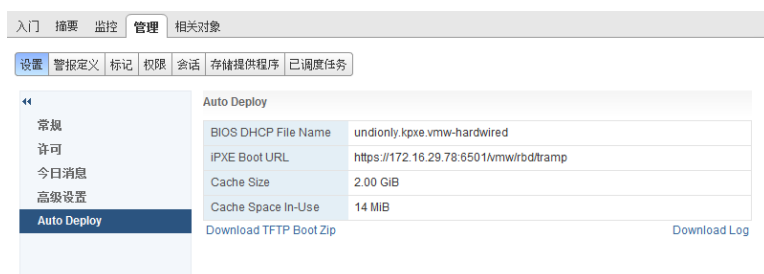 入门 摘要 监控 管理 相关对象
设置 警报定义 标记 权限 会话 存储提供程序 已调度任务
常规
许可
今日消息
高级设置
Auto Deploy
Auto Deploy
BIOS DHCP File Name undionly.kpxe.vmw-hardwired
iPXE Boot URL https://172.16.29.78:6501/vmw/rbd/tramp
Cache Size 2.00 GiB
Cache Space In-Use 14 MiB
Download TFTP Boot Zip Download Log